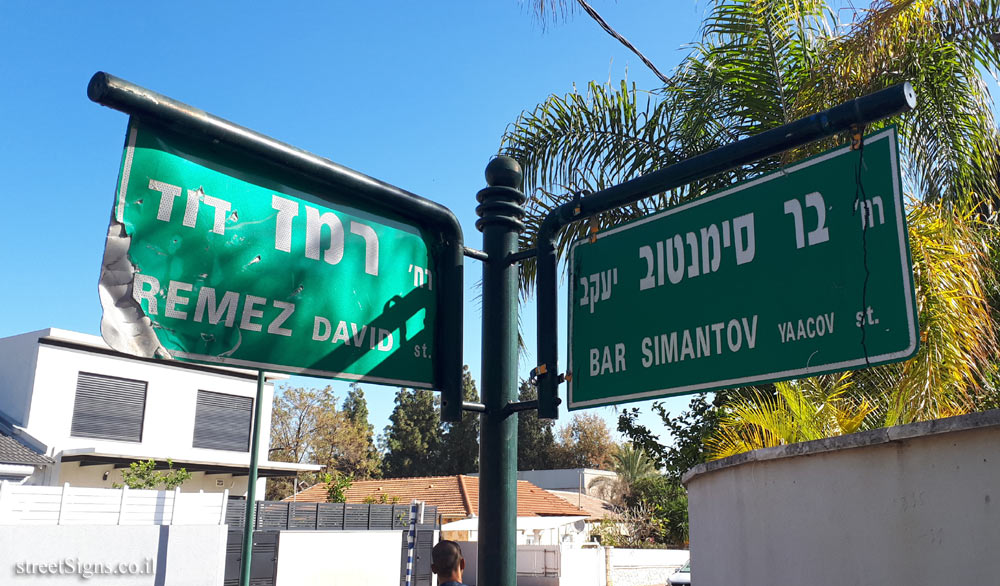 רח' רמז דוד
REMEZ DAVID st.
רח' בר סימנטוב יעקב
BAR SIMANTOV YAACOV st.
streetSigns.co.il